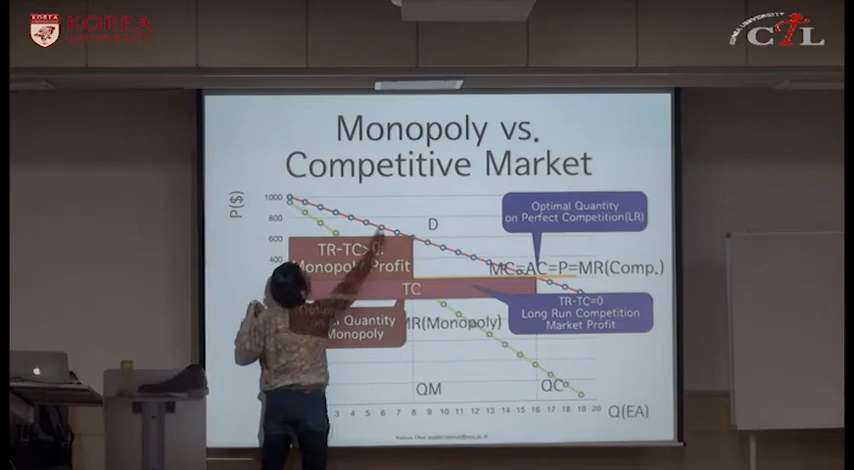 KOREA
UNIVERSITY
CTL
Monopoly vs.
Competitive Market
P($)
1000
800
600
400
D
Optimal Quantity
on Perfect Competition(LR)
TR-TC>0:
Monopoly Profit
MC=AC=P=MR(Comp.)
TC
TR-TC=0
Long Run Competition
Market Profit
Quantity
Monopoly
MR(Monopoly)
QM
QC
3 4 5 6 7 8 9 10 11 12 13 14 15 16 17 18 19 20
Q(EA)